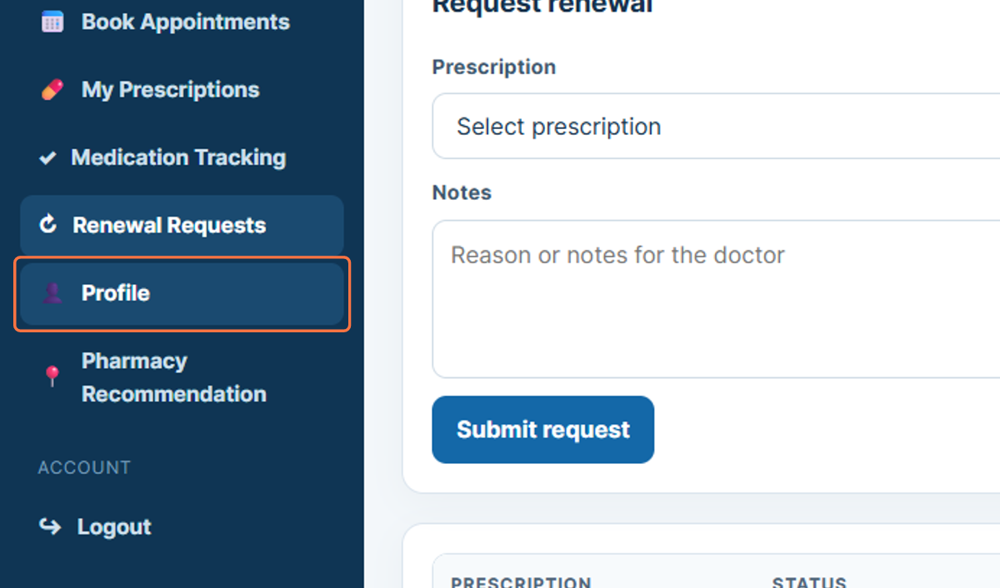 Book Appointments
My Prescriptions
Medication Tracking
Renewal Requests
Profile
Pharmacy
Recommendation
ACCOUNT
Logout
Request renewal
Prescription
Select prescription
Notes
Reason or notes for the doctor
Submit request
PRESCRIPTION STATUS